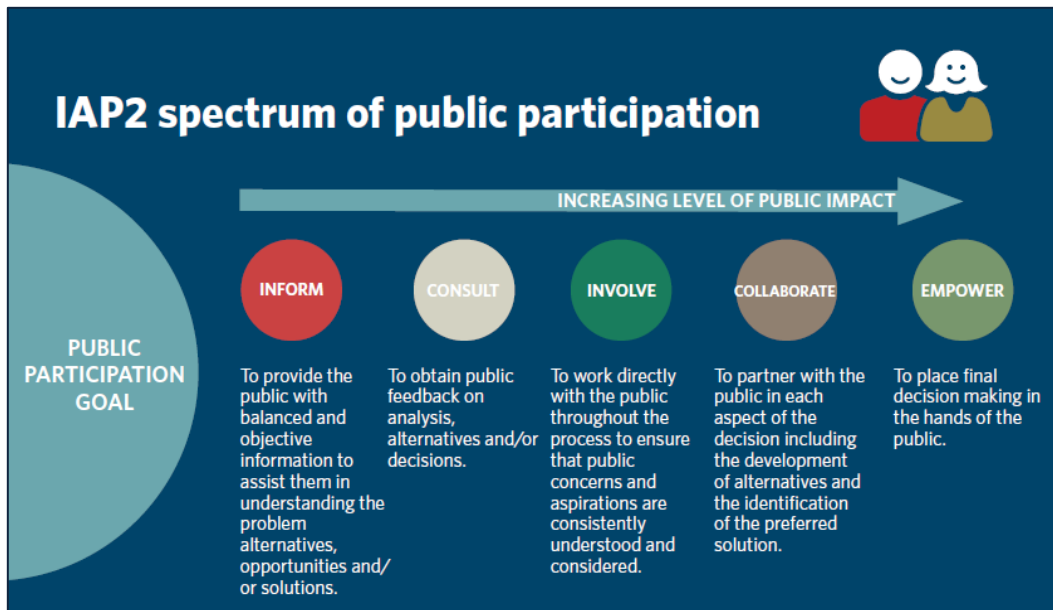 IAP2 spectrum of public participation
INCREASING LEVEL OF PUBLIC IMPACT
PUBLIC
PARTICIPATION
GOAL
INFORM
To provide the
public with
balanced and
objective
information to
assist them in
understanding the
problem
alternatives,
opportunities and/
or solutions.
CONSULT
To obtain public
feedback on
analysis,
alternatives and/or
decisions.
INVOLVE
To work directly
with the public
throughout the
process to ensure
that public
concerns and
aspirations are
consistently
understood and
considered.
COLLABORATE
To partner with the
public in each
aspect of the
decision including
the development
of alternatives and
the identification
of the preferred
solution.
EMPOWER
To place final
decision making in
the hands of the
public.